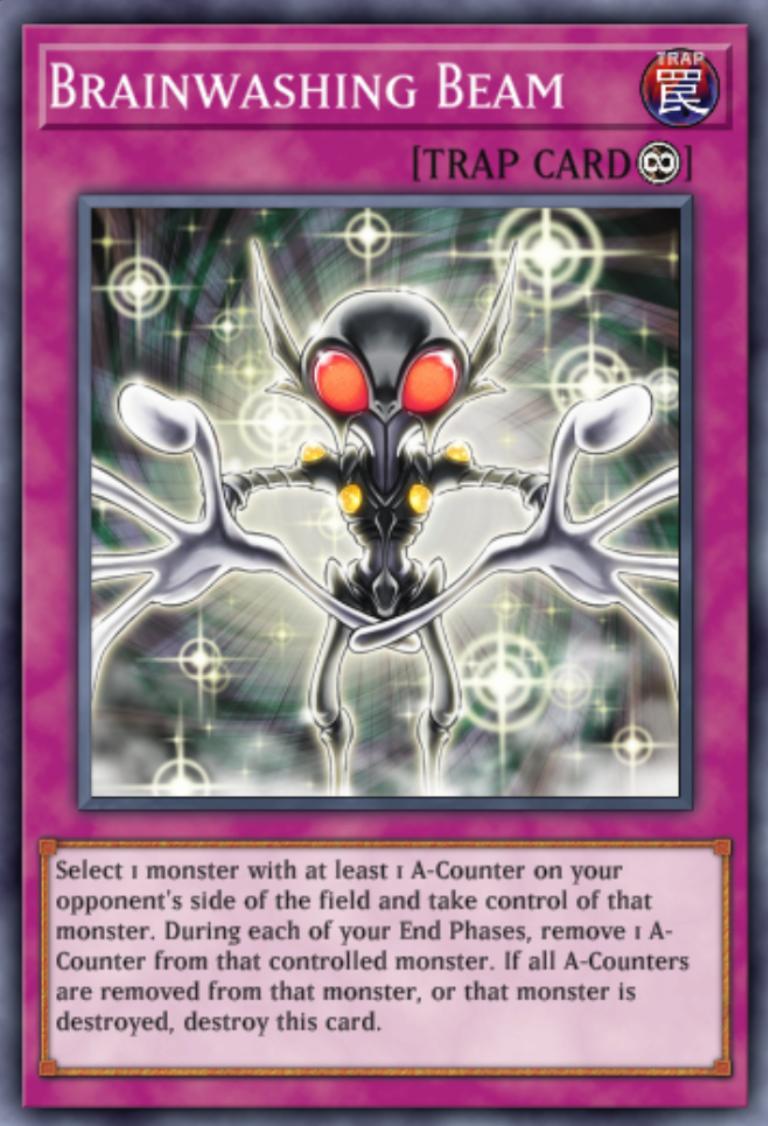 BRAINWASHING BEAM
TRAP
罠
[TRAP CARD∞]
Select 1 monster with at least 1 A-Counter on your
opponent's side of the field and take control of that
monster. During each of your End Phases, remove 1 A-
Counter from that controlled monster. If all A-Counters
are removed from that monster, or that monster is
destroyed, destroy this card.